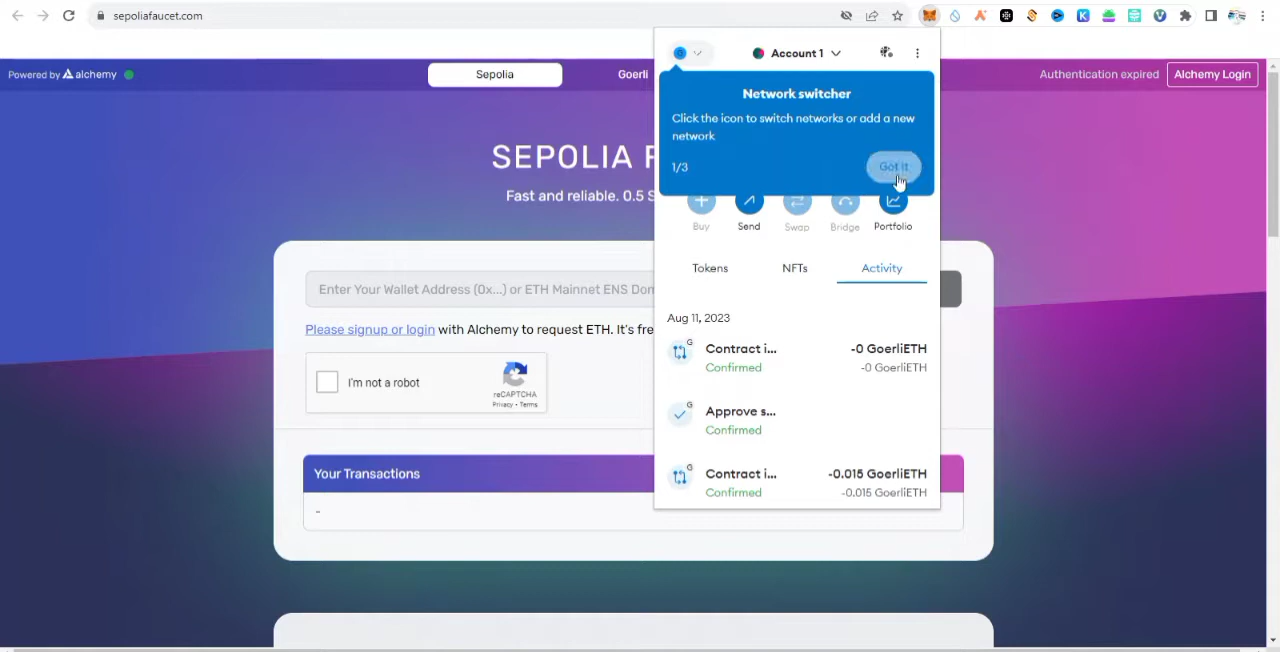 sepoliafaucet.com
Powered by alchemy
Sepolia
Goerli
Authentication expired
Alchemy Login
Account 1
Network switcher
Click the icon to switch networks or add a new
network
1/3
Got it
SEPOLIA F
Fast and reliable. 0.5 S
Buy
Send
Swap
Bridge
Portfolio
Tokens
NFTs
Activity
Enter Your Wallet Address (0x...) or ETH Mainnet ENS Dom
Please signup or login with Alchemy to request ETH. It's fre
I'm not a robot
reCAPTCHA
Privacy - Terms
Aug 11, 2023
G
Contract i...
-0 GoerliETH
Confirmed
-0 GoerliETH
G
Approve s...
Confirmed
G
Contract i...
-0.015 GoerliETH
Confirmed
-0.015 GoerliETH
Your Transactions
-